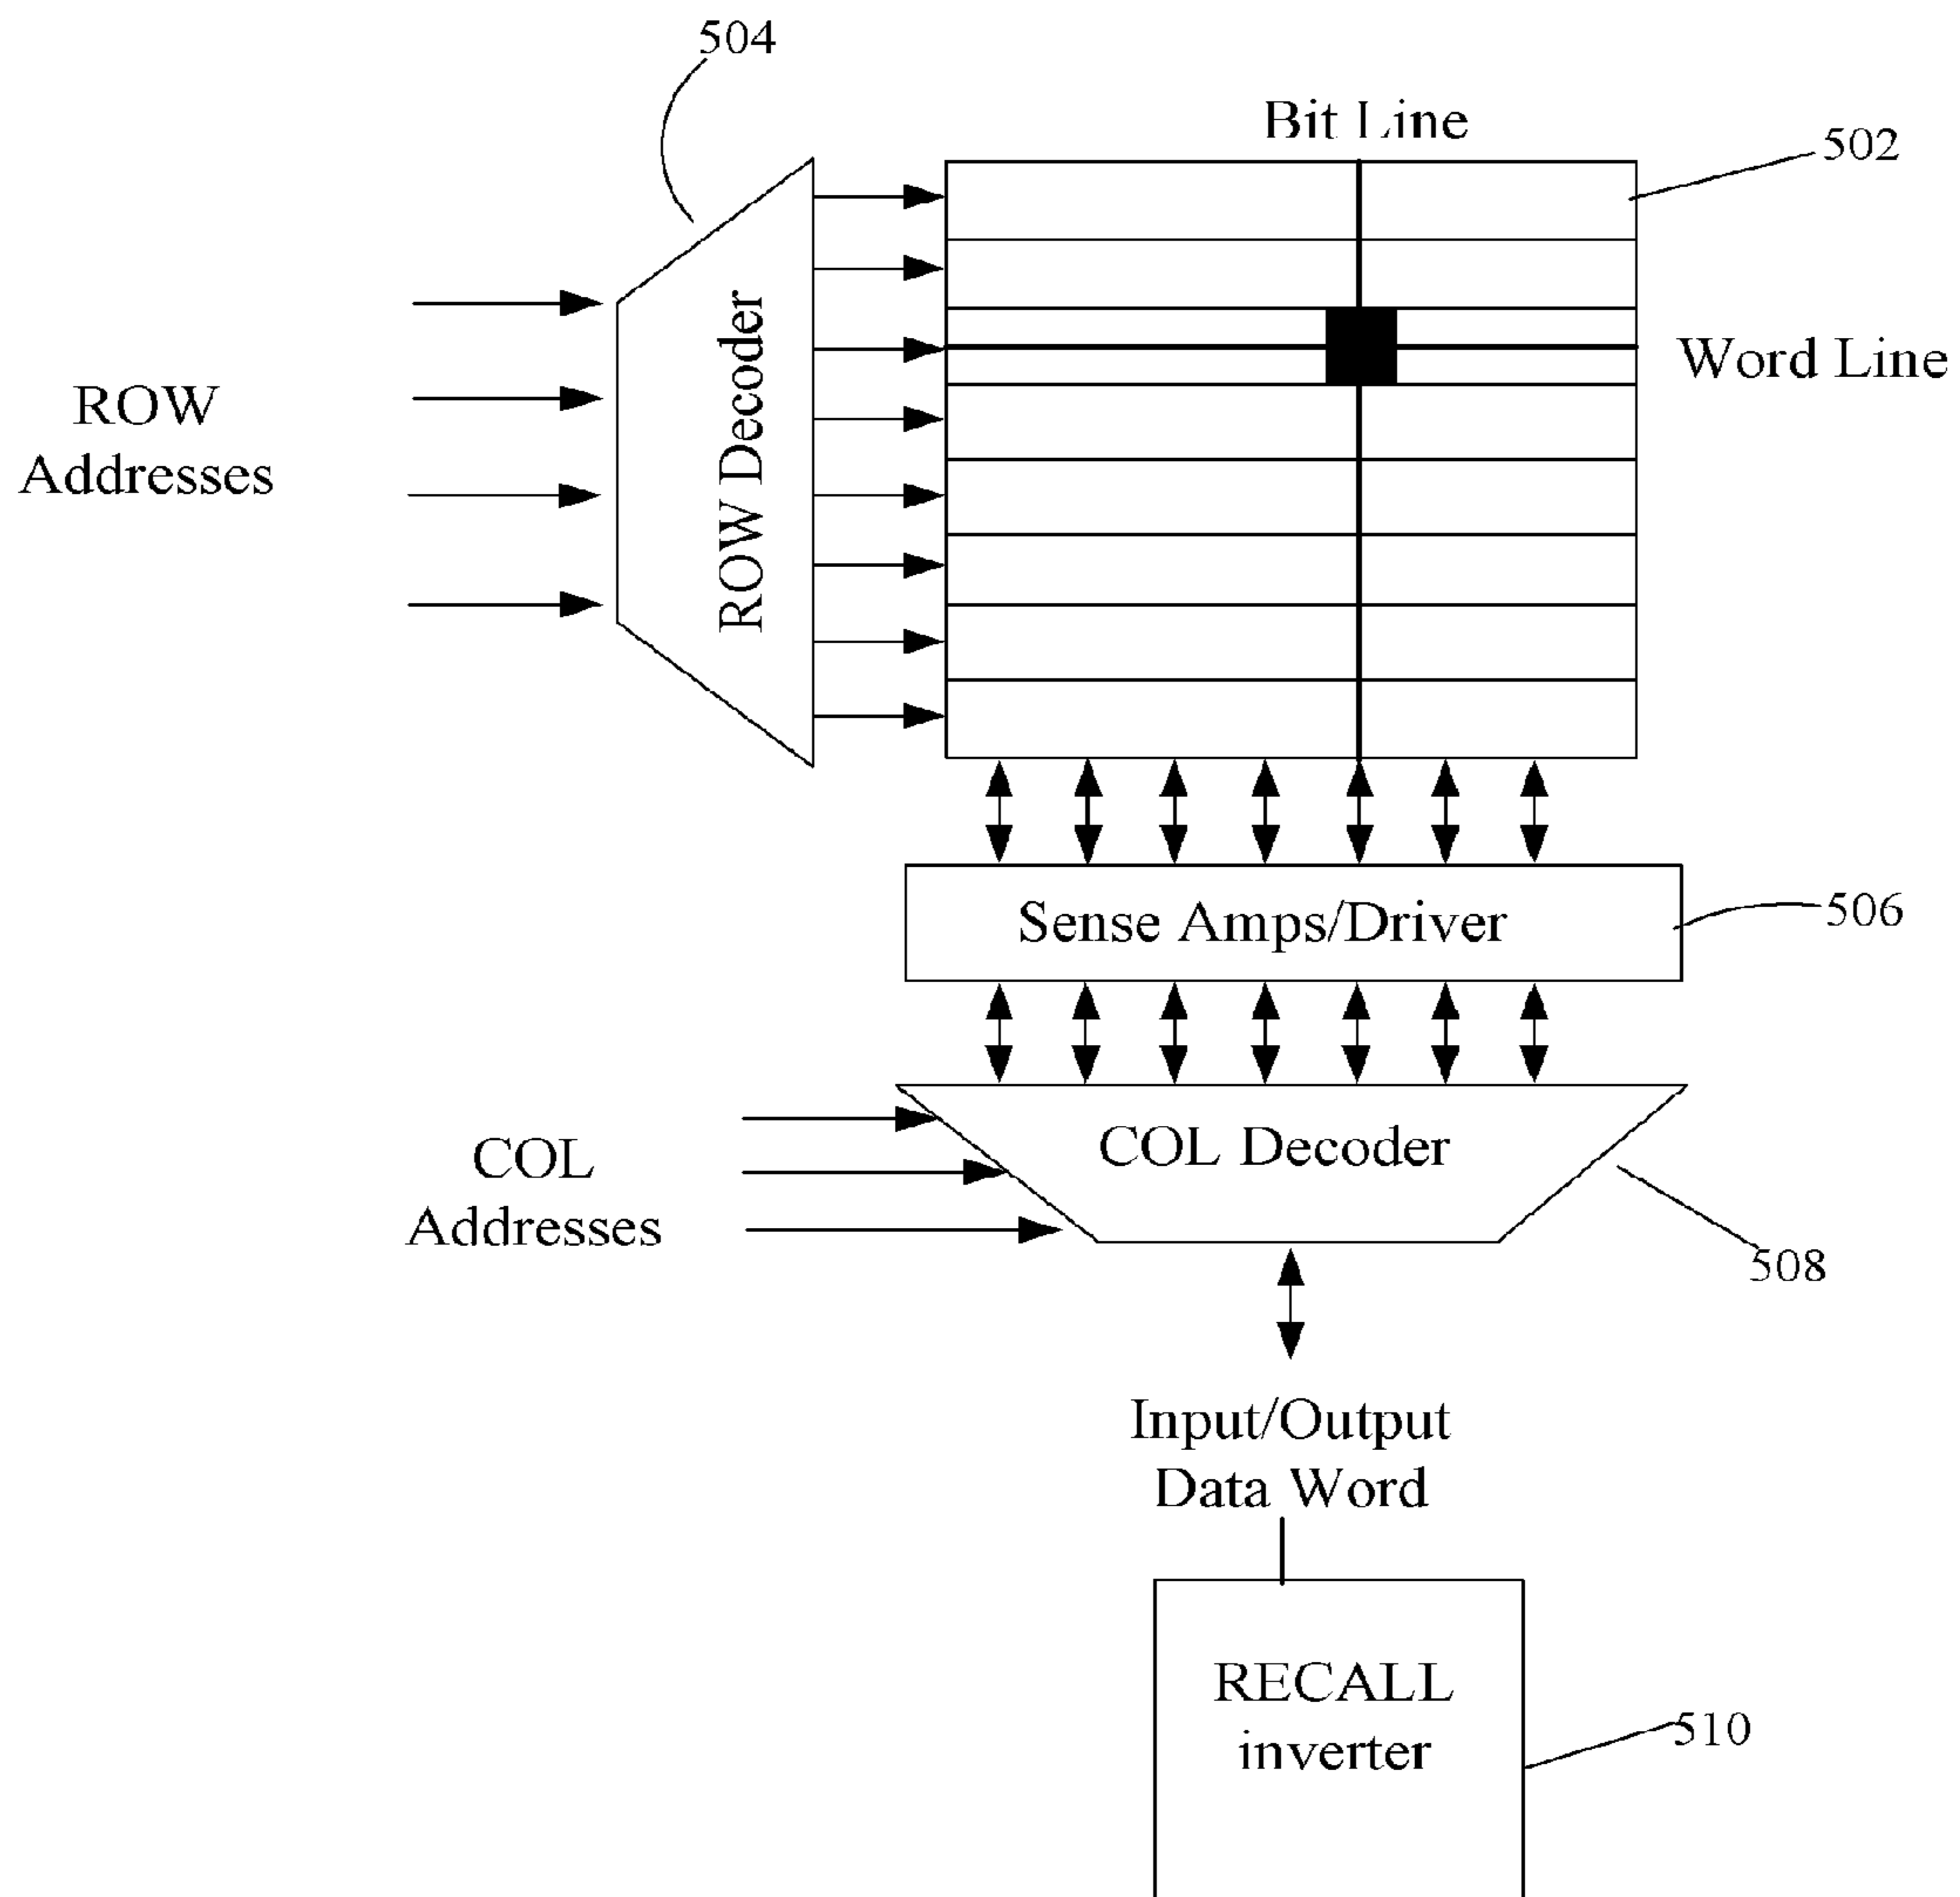 504
Bit Line
502
ROW Decoder
Word Line
ROW
Addresses
Sense Amps/Driver
506
COL Decoder
COL
Addresses
508
Input/Output
Data Word
RECALL
inverter
510